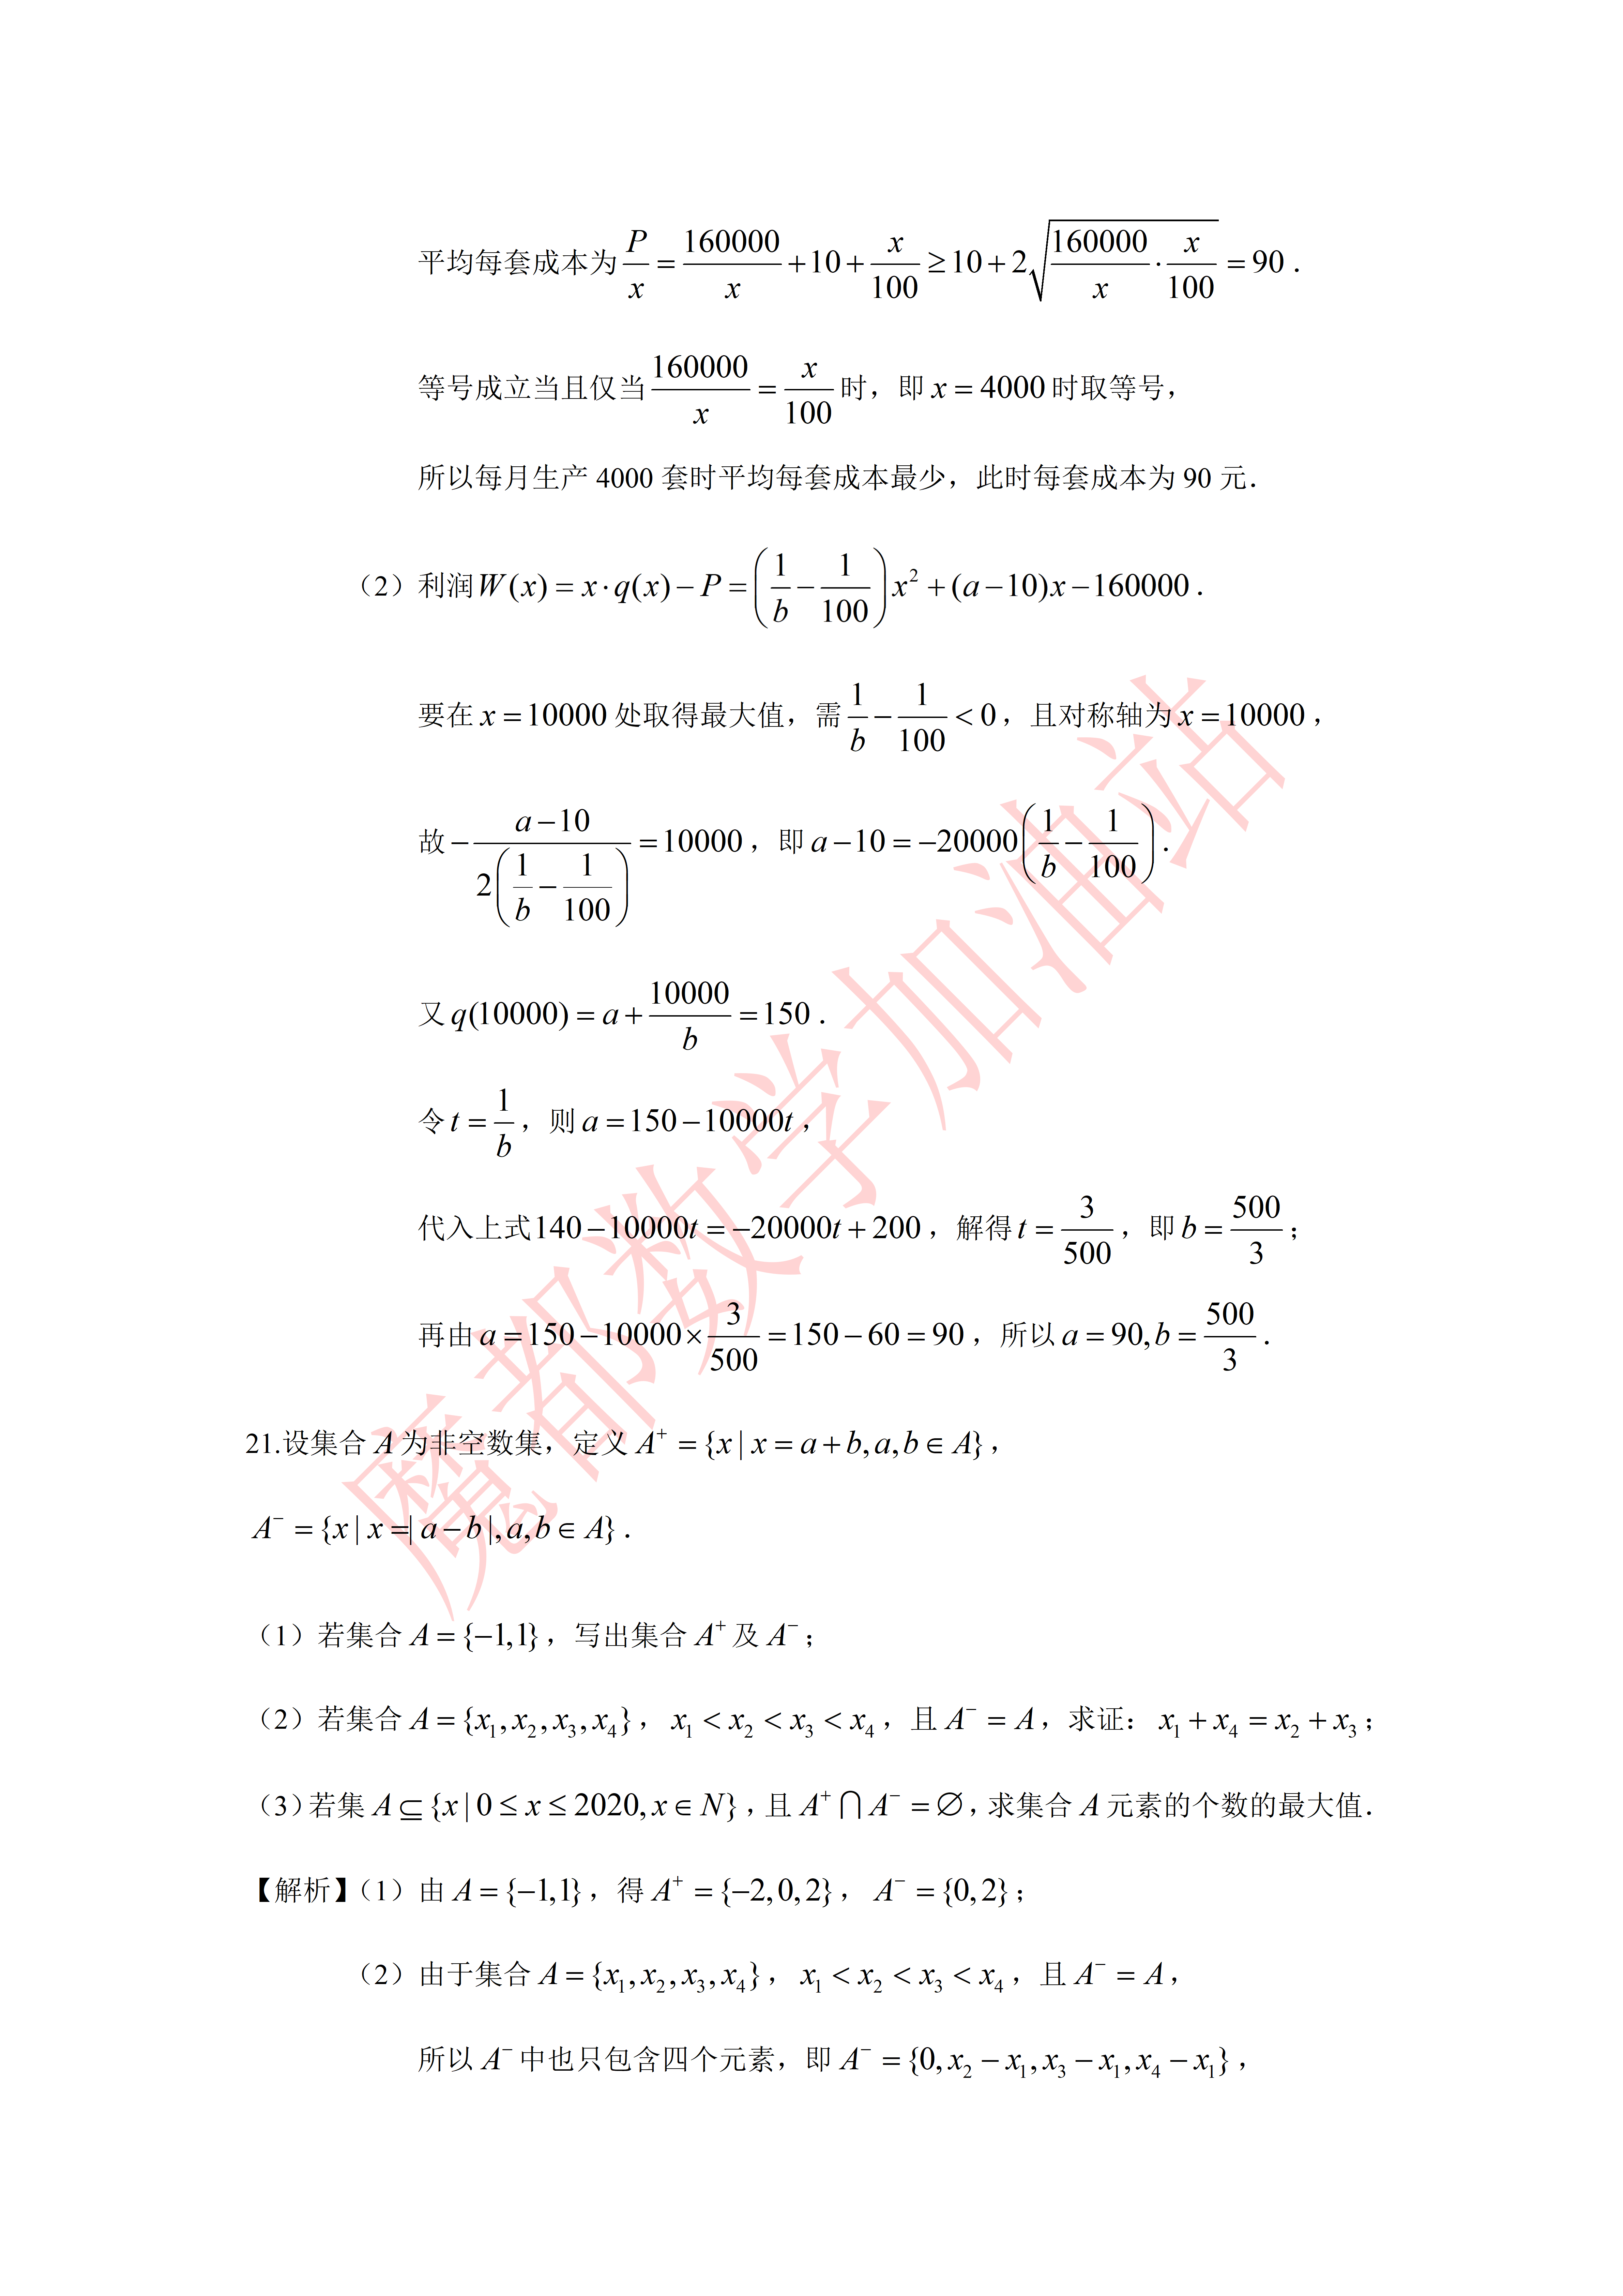 平均每套成本为 P/x = 160000/x + 10 + x/100 ≥ 10 + 2√(160000/x · x/100) = 90 .
等号成立当且仅当 160000/x = x/100 时，即 x = 4000 时取等号，
所以每月生产 4000 套时平均每套成本最少，此时每套成本为 90 元.
（2）利润 W(x) = x · q(x) − P = (1/b − 1/100)x² + (a − 10)x − 160000 .
要在 x = 10000 处取得最大值，需 1/b − 1/100 < 0，且对称轴为 x = 10000，
故 − (a − 10)/(2(1/b − 1/100)) = 10000，即 a − 10 = −20000(1/b − 1/100).
又 q(10000) = a + 10000/b = 150 .
令 t = 1/b，则 a = 150 − 10000t，
代入上式 140 − 10000t = −20000t + 200，解得 t = 3/500，即 b = 500/3；
再由 a = 150 − 10000 × 3/500 = 150 − 60 = 90，所以 a = 90, b = 500/3 .
21.设集合 A 为非空数集，定义 A⁺ = {x | x = a + b, a, b ∈ A}，
A⁻ = {x | x =| a − b |, a, b ∈ A} .
（1）若集合 A = {−1,1}，写出集合 A⁺ 及 A⁻；
（2）若集合 A = {x₁, x₂, x₃, x₄}，x₁ < x₂ < x₃ < x₄，且 A⁻ = A，求证：x₁ + x₄ = x₂ + x₃；
（3）若集 A ⊆ {x | 0 ≤ x ≤ 2020, x ∈ N}，且 A⁺ ⋂ A⁻ = ∅，求集合 A 元素的个数的最大值.
【解析】（1）由 A = {−1,1}，得 A⁺ = {−2, 0, 2}，A⁻ = {0, 2}；
（2）由于集合 A = {x₁, x₂, x₃, x₄}，x₁ < x₂ < x₃ < x₄，且 A⁻ = A，
所以 A⁻ 中也只包含四个元素，即 A⁻ = {0, x₂ − x₁, x₃ − x₁, x₄ − x₁}，
魔都数学加油站